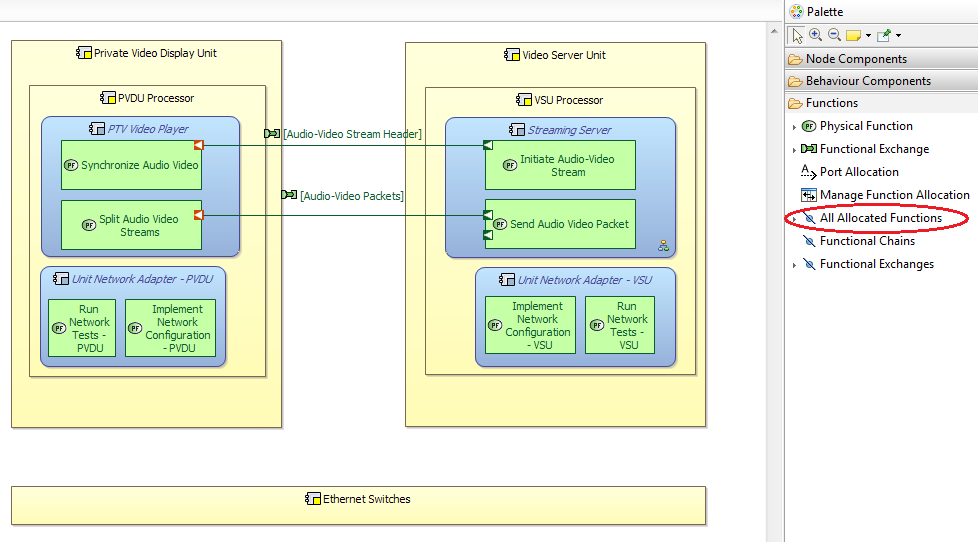 Private Video Display Unit
PVDU Processor
PTV Video Player
PF Synchronize Audio Video
PF Split Audio Video
Streams
Unit Network Adapter - PVDU
PF Run
Network
Tests -
PVDU
PF Implement
Network
Configuration
- PVDU
[Audio-Video Stream Header]
[Audio-Video Packets]
Video Server Unit
VSU Processor
Streaming Server
PF Initiate Audio-Video
Stream
PF Send Audio Video Packet
Unit Network Adapter - VSU
PF Implement
Network
Configuration
- VSU
PF Run
Network
Tests -
VSU
Ethernet Switches
Palette
Node Components
Behaviour Components
Functions
PF Physical Function
Functional Exchange
Port Allocation
Manage Function Allocation
All Allocated Functions
Functional Chains
Functional Exchanges